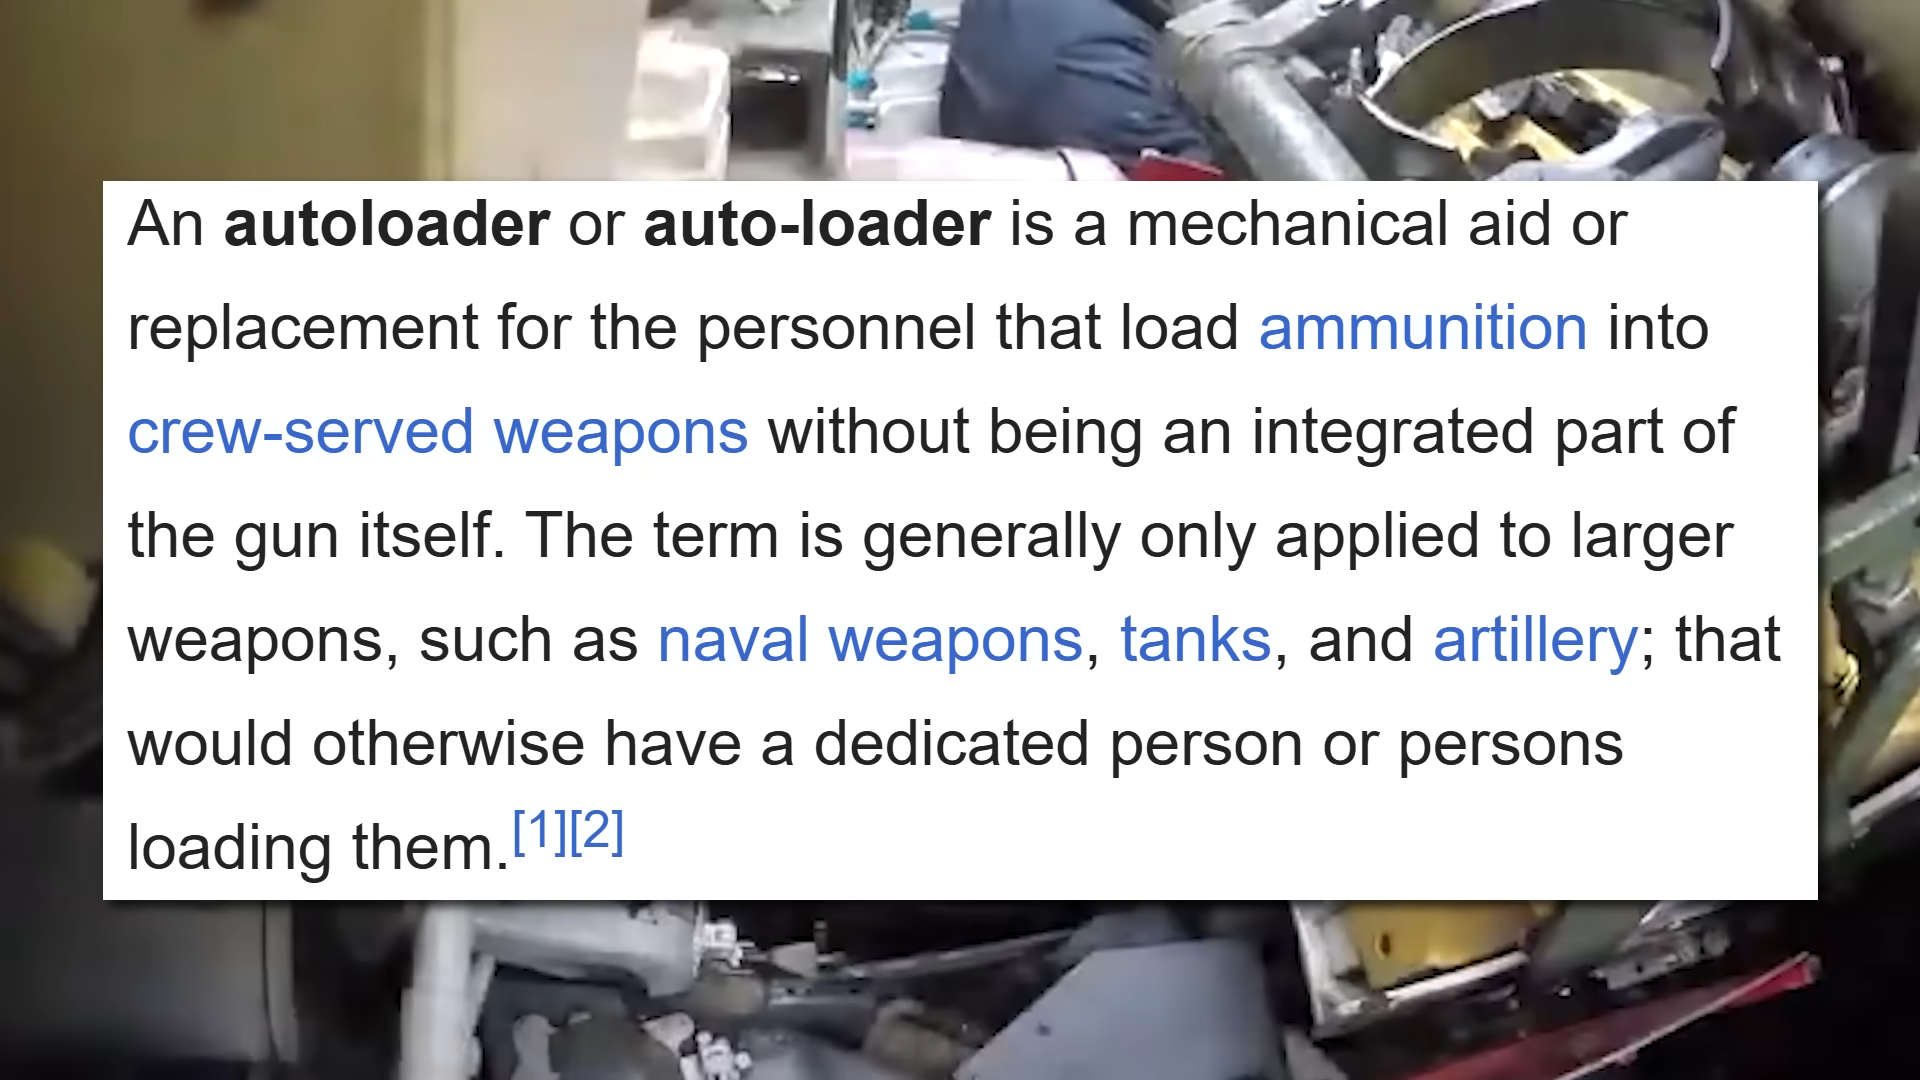 An autoloader or auto-loader is a mechanical aid or
replacement for the personnel that load ammunition into
crew-served weapons without being an integrated part of
the gun itself. The term is generally only applied to larger
weapons, such as naval weapons, tanks, and artillery; that
would otherwise have a dedicated person or persons
loading them.[1][2]